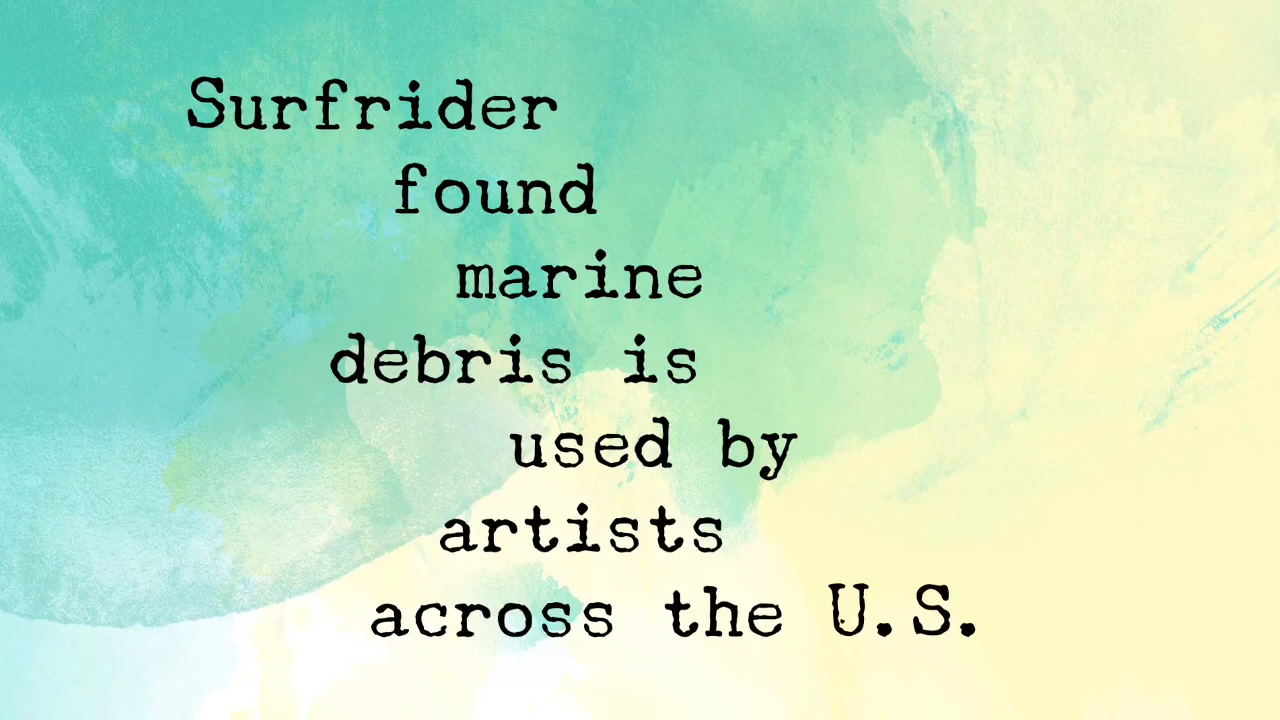 Surfrider
found
marine
debris is
used by
artists
across the U.S.